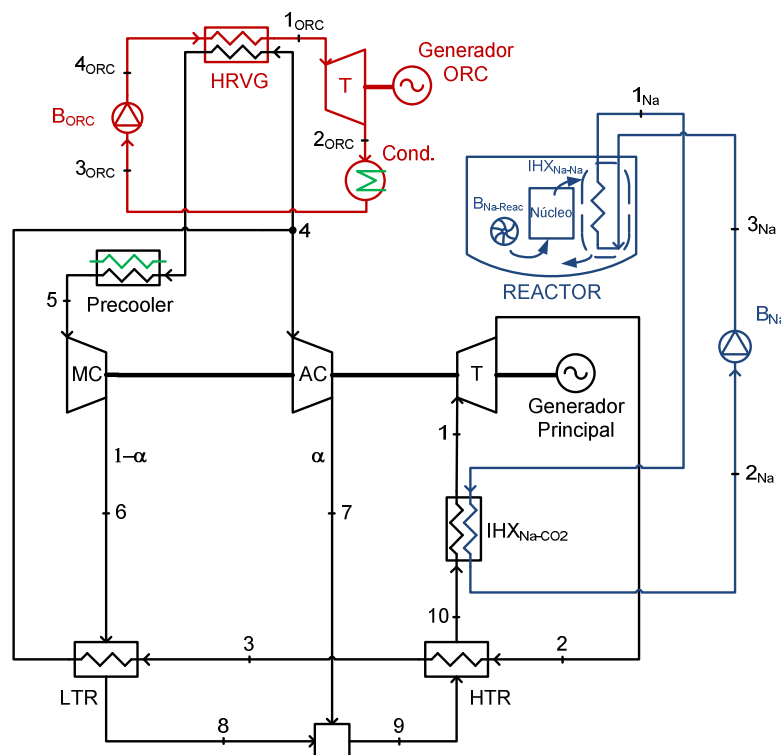 1ORC
Generador
ORC
HRVG
T
4ORC
BORC
2ORC
Cond.
3ORC
1Na
IHXNa-Na
BNa-Reac
Núcleo
3Na
REACTOR
4
Precooler
5
BNa
MC
AC
T
Generador
Principal
1
1−α
α
2Na
6
7
IHXNa-CO2
10
3
2
LTR
HTR
8
9